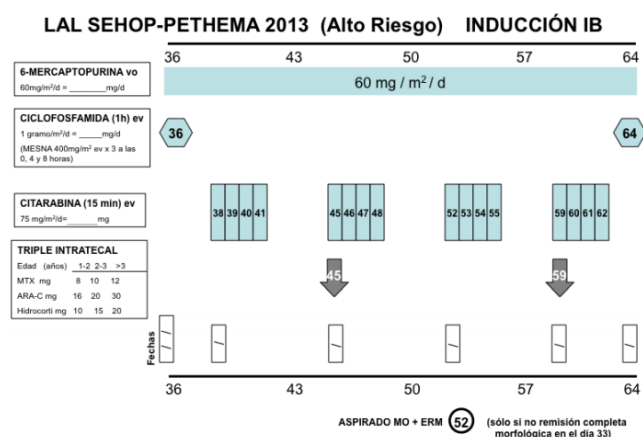 LAL SEHOP-PETHEMA 2013 (Alto Riesgo) INDUCCIÓN IB
36 43 50 57 64
6-MERCAPTOPURINA vo
60mg/m²/d = ________mg/d
60 mg / m² / d
CICLOFOSFAMIDA (1h) ev
1 gramo/m²/d = _____mg/d
(MESNA 400mg/m² ev x 3 a las
0, 4 y 8 horas)
36 64
CITARABINA (15 min) ev
75 mg/m²/d=_______ mg
38 39 40 41 45 46 47 48 52 53 54 55 59 60 61 62
TRIPLE INTRATECAL
Edad (años) 1-2 2-3 >3
MTX mg 8 10 12
ARA-C mg 16 20 30
Hidrocorti mg 10 15 20
45 59
Fechas
/ / / / / /
36 43 50 57 64
ASPIRADO MO + ERM 52 (sólo si no remisión completa
morfológica en el día 33)